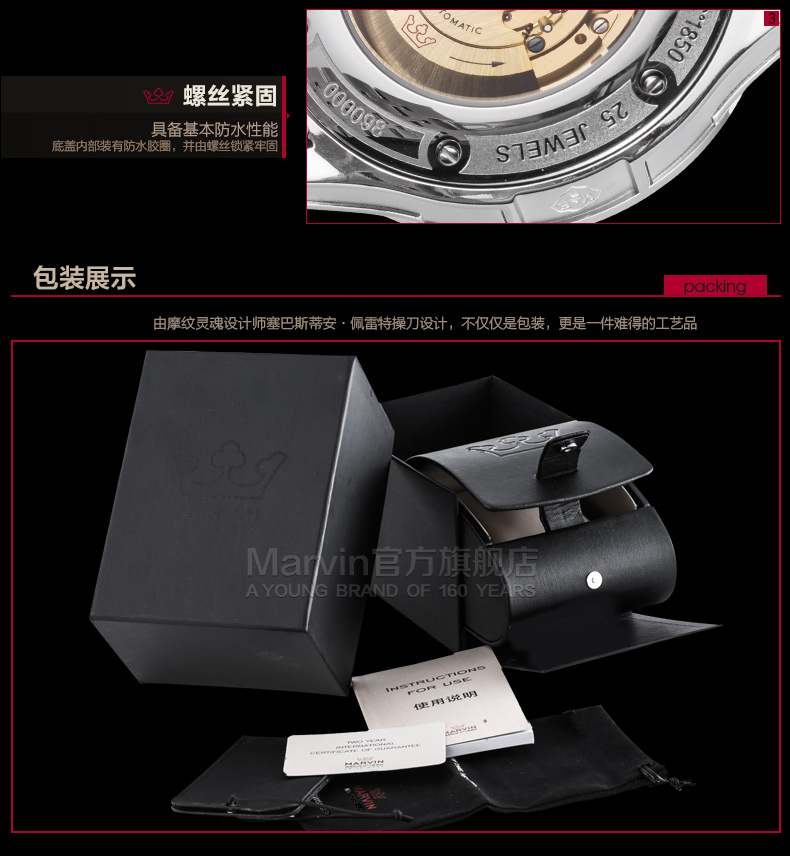 3
AUTOMATIC
1850
860000
25 JEWELS
螺丝紧固
具备基本防水性能
底盖内部装有防水胶圈，并由螺丝锁紧牢固
包装展示
packing
由摩纹灵魂设计师塞巴斯蒂安·佩雷特操刀设计，不仅仅是包装，更是一件难得的工艺品
Marvin官方旗舰店
A YOUNG BRAND OF 160 YEARS
INSTRUCTIONS
FOR USE
使用说明
MARVIN
TWO YEAR
INTERNATIONAL
CERTIFICATE OF GUARANTEE
MARVIN
MARVIN